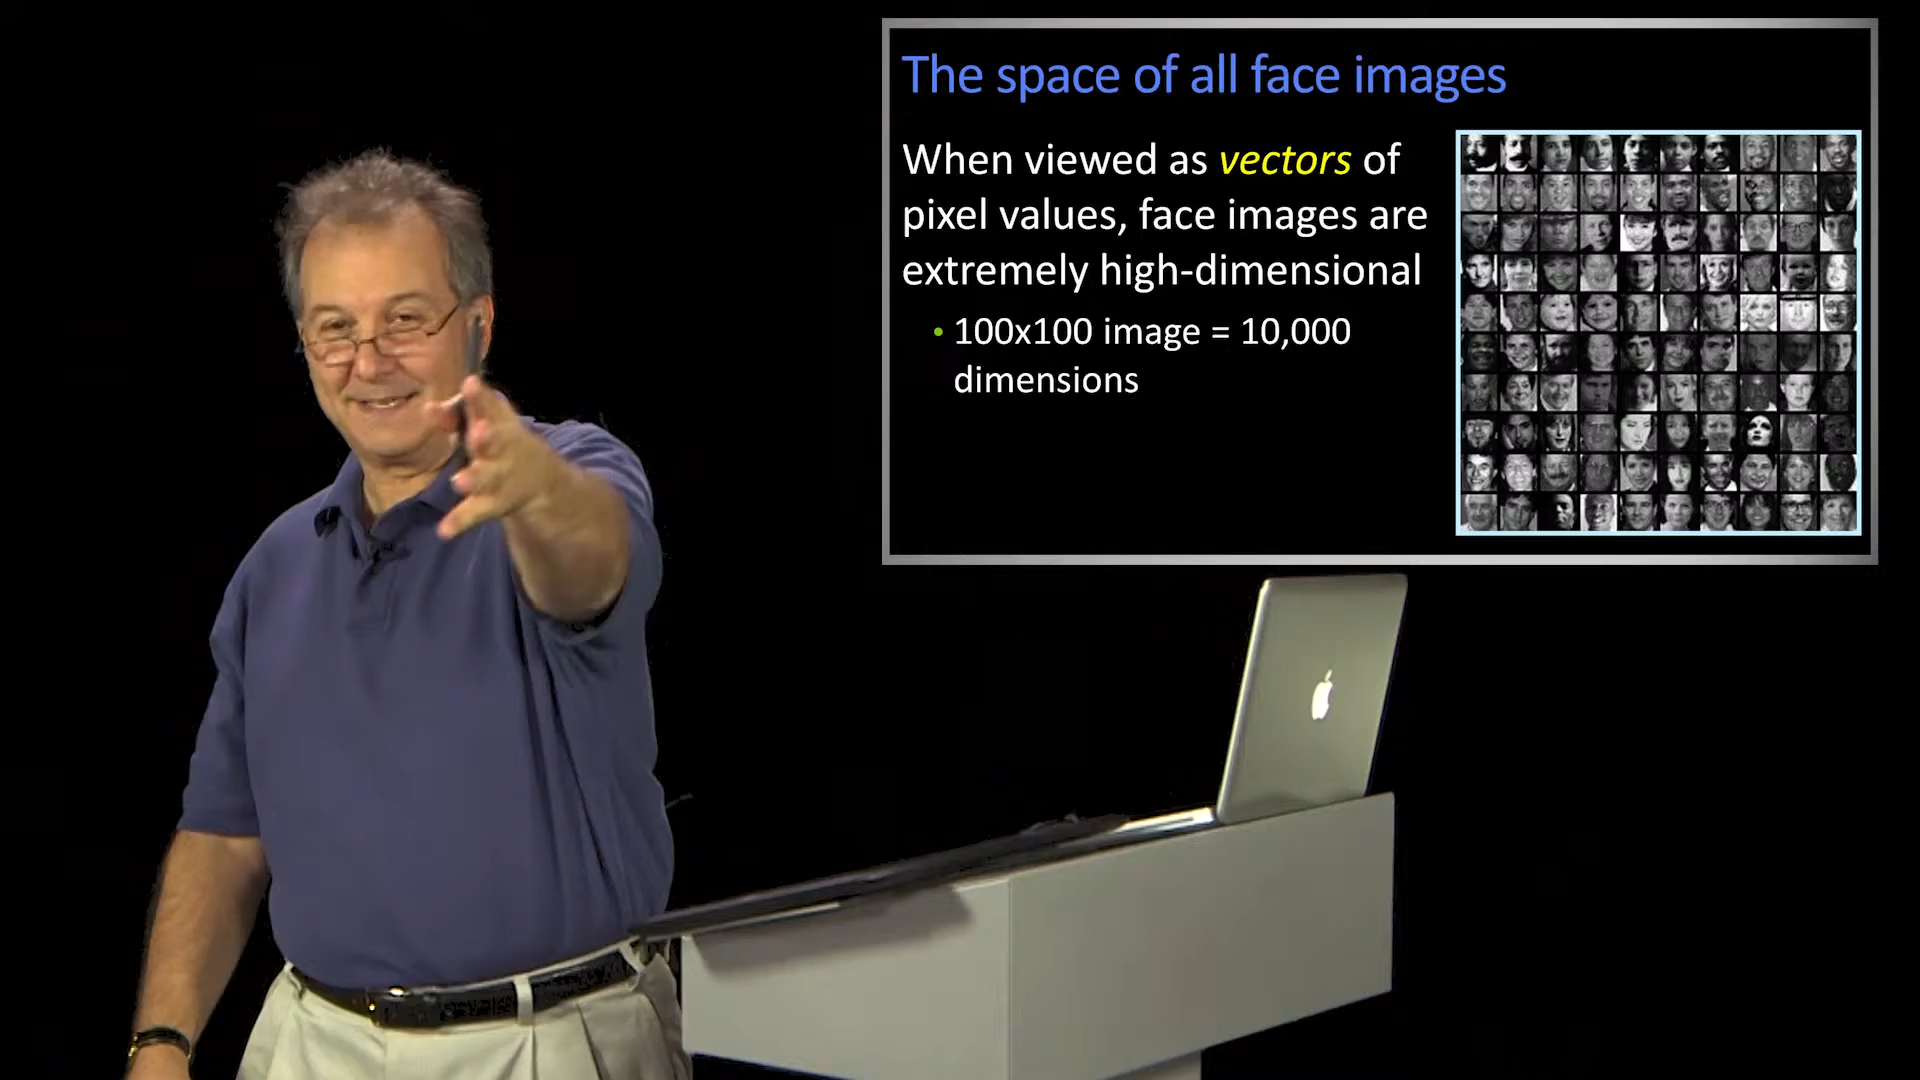 The space of all face images
When viewed as vectors of
pixel values, face images are
extremely high-dimensional
• 100x100 image = 10,000
dimensions